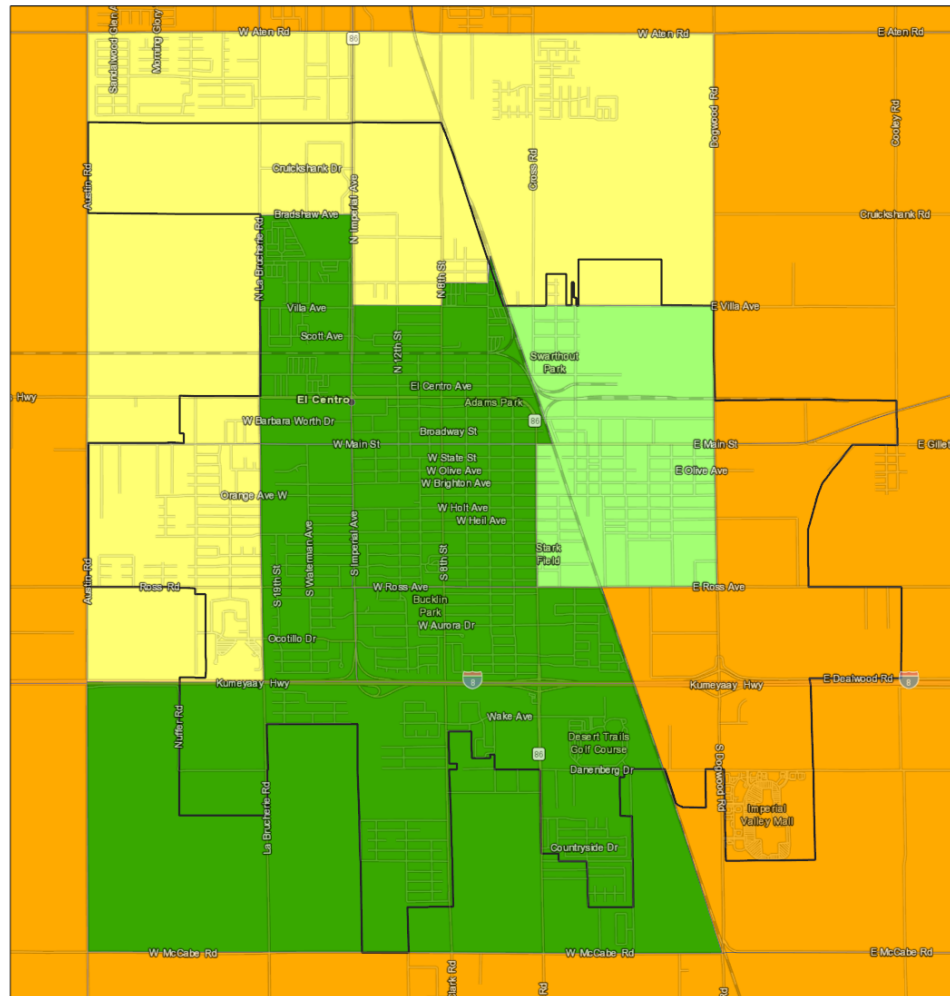 W Aten Rd
W Aten Rd
E Aten Rd
86
Sandalwood Glen A
Morning Glory
Dogwood Rd
Cooley Rd
Cross Rd
Austin Rd
Cruickshank Dr
N Imperial Ave
Bradshaw Ave
Cruickshank Rd
N La Brucherie Rd
N 8th St
Villa Ave
E Villa Ave
Scott Ave
N 12th St
Swarthout
Park
El Centro Ave
Hwy
El Centro
Adams Park
86
W Barbara Worth Dr
Broadway St
W Main St
E Main St
E Gille
W State St
W Olive Ave
E Olive Ave
W Brighton Ave
Orange Ave W
W Holt Ave
W Heil Ave
S Waterman Ave
S Imperial Ave
Stark
Field
S 8th St
Austin Rd
S 19th St
Ross Rd
W Ross Ave
E Ross Ave
Bucklin
Park
W Aurora Dr
Ocotillo Dr
Kumeyaay Hwy
8
Kumeyaay Hwy
E Dealwood Rd
8
Nuffer Rd
Wake Ave
Desert Trails
Golf Course
86
S Dogwood Rd
Danenberg Dr
La Brucherie Rd
Imperial
Valley Mall
Countryside Dr
W McCabe Rd
W McCabe Rd
E McCabe Rd
lark Rd
Rd
Rd